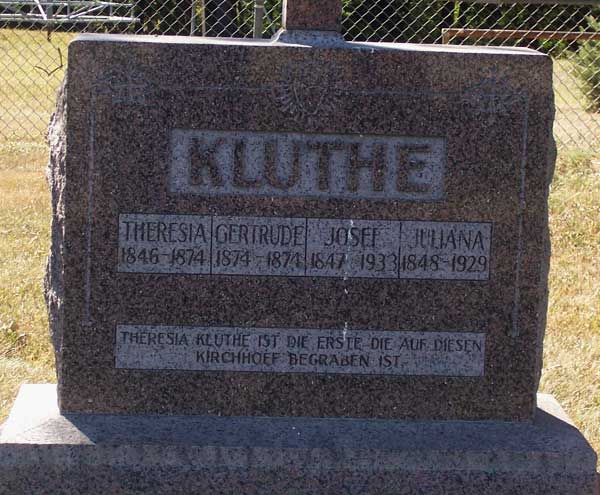 KLUTHE
THERESIA GERTRUDE JOSEF JULIANA
1846-1874 1874-1874 1847-1933 1848-1929
THERESIA KLUTHE IST DIE ERSTE DIE AUF DIESEN
KIRCHHOEF BEGRABEN IST.